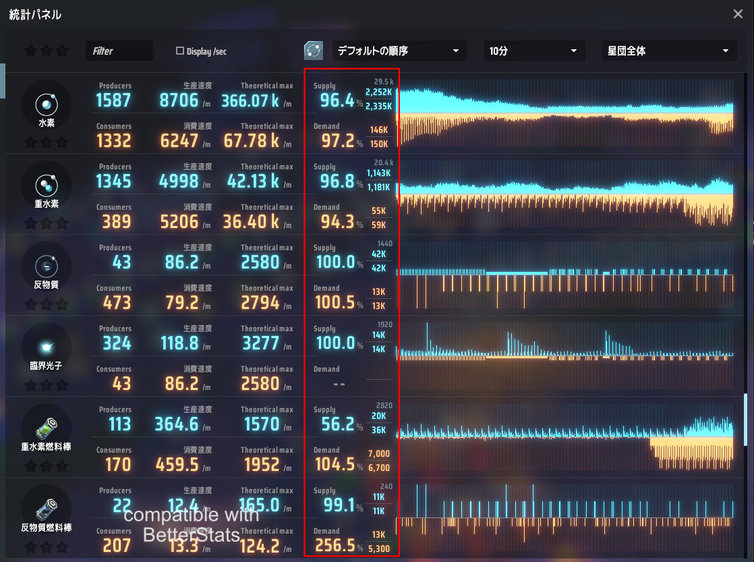 統計パネル
Filter
Display /sec
デフォルトの順序
10分
星団全体
Producers 生産速度 Theoretical max Supply 29.5 k
1587 8706 /m 366.07 k /m 96.4 % 2,252K
2,335K
水素
Consumers 消費速度 Theoretical max Demand 146K
1332 6247 /m 67.78 k /m 97.2 % 150K
Producers 生産速度 Theoretical max Supply 20.4 k
1345 4998 /m 42.13 k /m 96.8 % 1,143K
1,181K
重水素
Consumers 消費速度 Theoretical max Demand 55K
389 5206 /m 36.40 k /m 94.3 % 59K
Producers 生産速度 Theoretical max Supply 1440
43 86.2 /m 2580 /m 100.0 % 42K
42K
反物質
Consumers 消費速度 Theoretical max Demand 13K
473 79.2 /m 2794 /m 100.5 % 13K
Producers 生産速度 Theoretical max Supply 1920
324 118.8 /m 3277 /m 100.0 % 14K
14K
臨界光子
Consumers 消費速度 Theoretical max Demand
43 86.2 /m 2580 /m --
Producers 生産速度 Theoretical max Supply 2820
113 364.6 /m 1570 /m 56.2 % 20K
36K
重水素燃料棒
Consumers 消費速度 Theoretical max Demand 7,000
170 459.5 /m 1952 /m 104.5 % 6,700
Producers 生産速度 Theoretical max Supply 240
22 12.4 /m 165.0 /m 99.1 % 11K
11K
反物質燃料棒
Consumers 消費速度 Theoretical max Demand 13K
207 13.3 /m 124.2 /m 256.5 % 5,300
compatible with
BetterStats